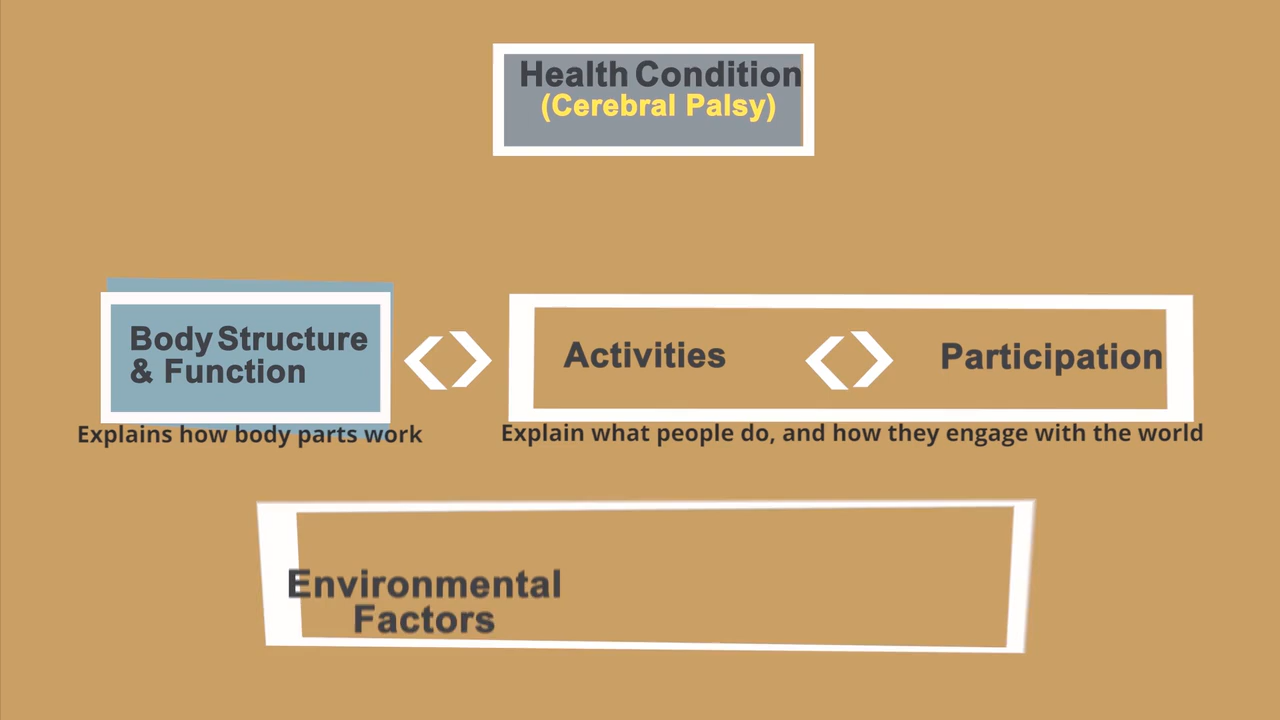 Health Condition
(Cerebral Palsy)
Body Structure
& Function
Activities
Participation
Explains how body parts work
Explain what people do, and how they engage with the world
Environmental
Factors